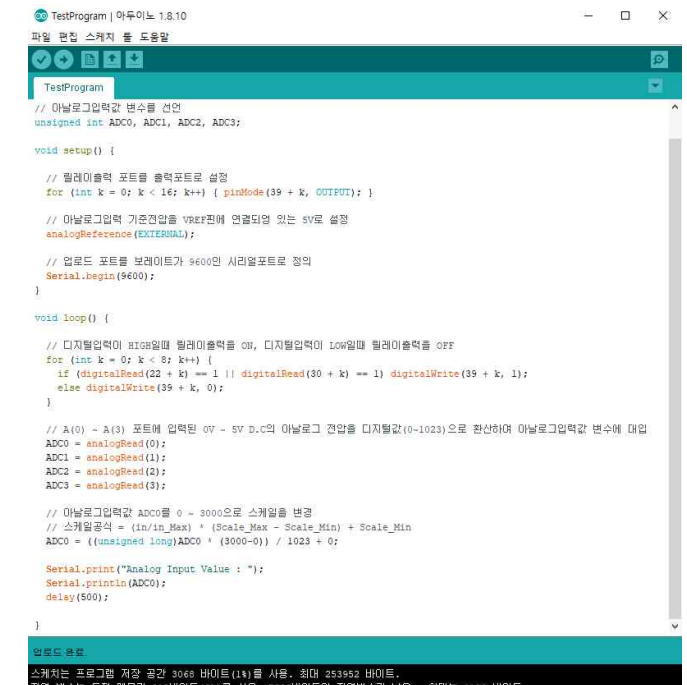 TestProgram | 아두이노 1.8.10
파일 편집 스케치 툴 도움말
TestProgram
// 아날로그입력값 변수를 선언
unsigned int ADC0, ADC1, ADC2, ADC3;
void setup() {
// 릴레이출력 포트를 출력포트로 설정
for (int k = 0; k < 16; k++) { pinMode(39 + k, OUTPUT); }
// 아날로그입력 기준전압을 VREF핀에 연결되엉 있는 5V로 설정
analogReference(EXTERNAL);
// 업로드 포트를 보레이트가 9600인 시리얼포트로 정의
Serial.begin(9600);
}
void loop() {
// 디지털입력이 HIGH일때 릴레이출력을 ON, 디지털입력이 LOW일때 릴레이출력을 OFF
for (int k = 0; k < 8; k++) {
if (digitalRead(22 + k) == 1 || digitalRead(30 + k) == 1) digitalWrite(39 + k, 1);
else digitalWrite(39 + k, 0);
}
// A(0) ~ A(3) 포트에 입력된 0V ~ 5V D.C의 아날로그 전압을 디지털값(0~1023)으로 환산하여 아날로그입력값 변수에 대입
ADC0 = analogRead(0);
ADC1 = analogRead(1);
ADC2 = analogRead(2);
ADC3 = analogRead(3);
// 아날로그입력값 ADC0를 0 ~ 3000으로 스케일을 변경
// 스케일공식 = (in/in_Max) * (Scale_Max - Scale_Min) + Scale_Min
ADC0 = ((unsigned long)ADC0 * (3000-0)) / 1023 + 0;
Serial.print("Analog Input Value : ");
Serial.println(ADC0);
delay(500);
}
업로드 완료.
스케치는 프로그램 저장 공간 3068 바이트(1%)를 사용. 최대 253952 바이트.